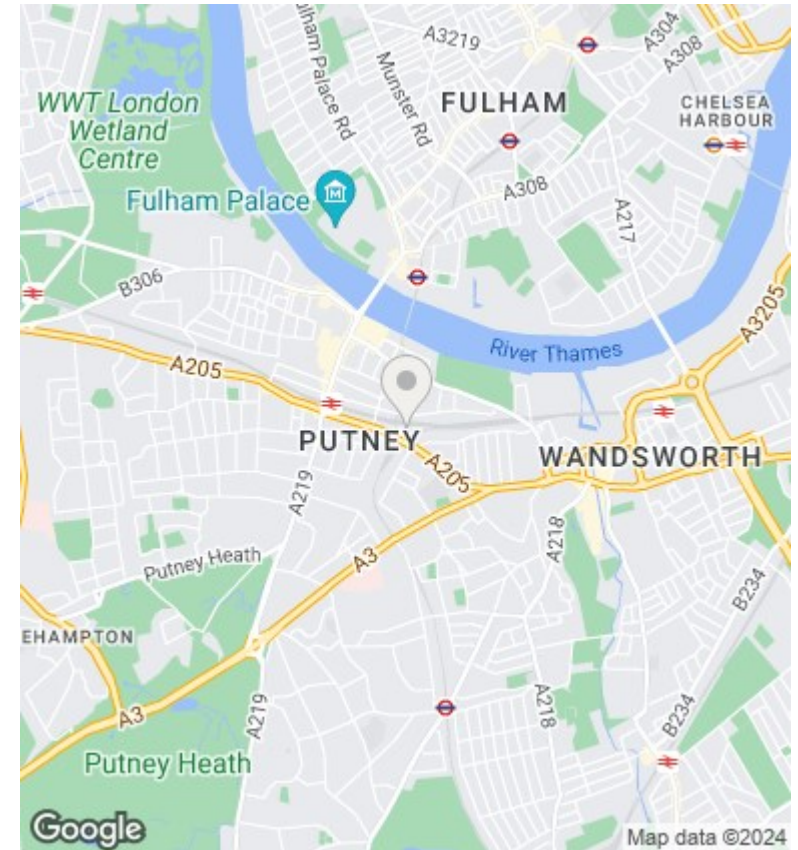 A3219
A304
A308
ulham Palace Rd
Munster Rd
FULHAM
CHELSEA
HARBOUR
WWT London
Wetland
Centre
Fulham Palace
A308
A217
B306
A3205
River Thames
A205
PUTNEY
A205
WANDSWORTH
A219
A218
A3
Putney Heath
B234
EHAMPTON
A219
A3
A218
B234
Putney Heath
Google
Map data ©2024